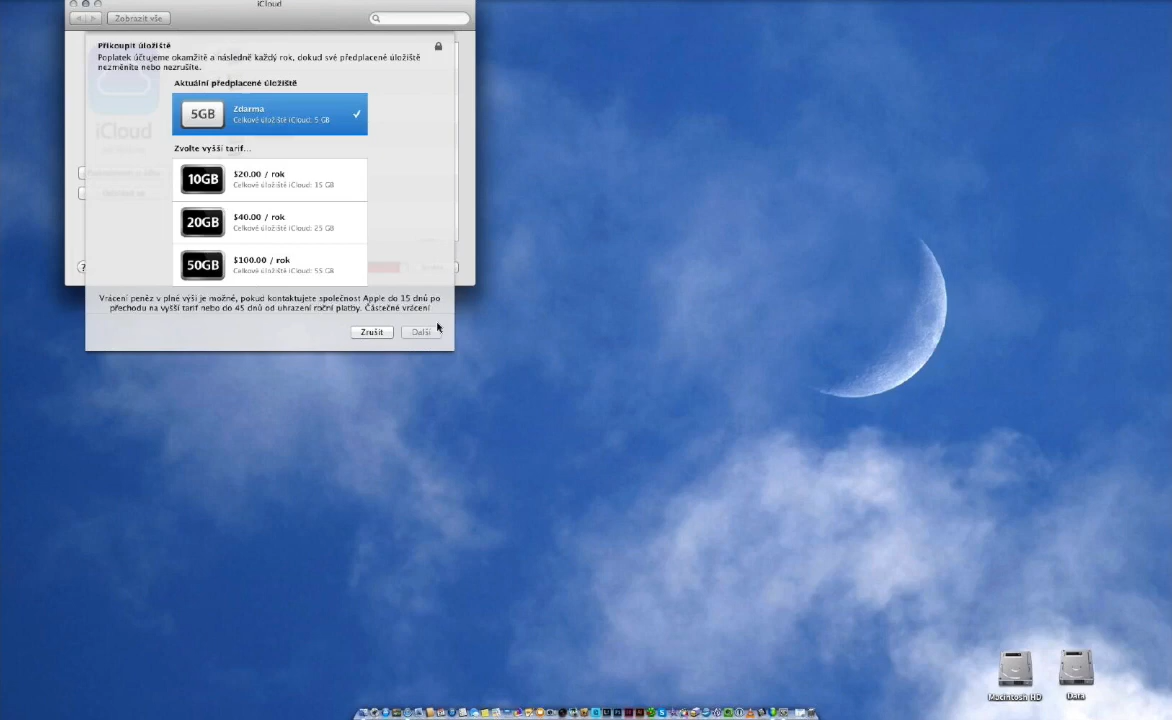 iCloud
Zobrazit vše
Přikoupit úložiště
Poplatek účtujeme okamžitě a následně každý rok, dokud své předplacené úložiště
nezměníte nebo nezrušíte.
Aktuální předplacené úložiště
5GB
Zdarma
Celkové úložiště iCloud: 5 GB
iCloud
Zvolte vyšší tarif...
10GB
$20.00 / rok
Celkové úložiště iCloud: 15 GB
20GB
$40.00 / rok
Celkové úložiště iCloud: 25 GB
50GB
$100.00 / rok
Celkové úložiště iCloud: 55 GB
?
Vrácení peněz v plné výši je možné, pokud kontaktujete společnost Apple do 15 dnů po
přechodu na vyšší tarif nebo do 45 dnů od uhrazení roční platby. Částečné vrácení
Zrušit
Další
Macintosh HD
Data